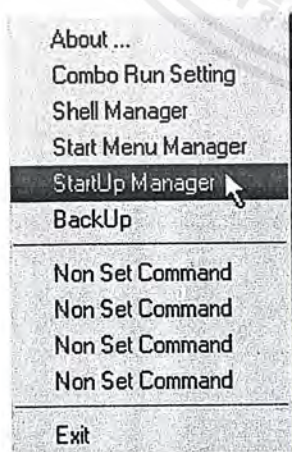 About ...
Combo Run Setting
Shell Manager
Start Menu Manager
StartUp Manager
BackUp
Non Set Command
Non Set Command
Non Set Command
Non Set Command
Exit